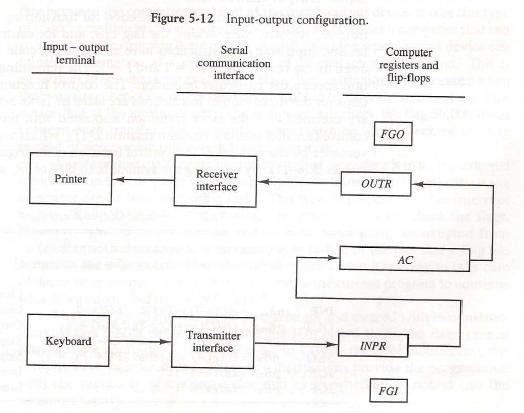 Figure 5-12 Input-output configuration.
Input – output
terminal
Serial
communication
interface
Computer
registers and
flip-flops
FGO
Printer
Receiver
interface
OUTR
AC
Keyboard
Transmitter
interface
INPR
FGI